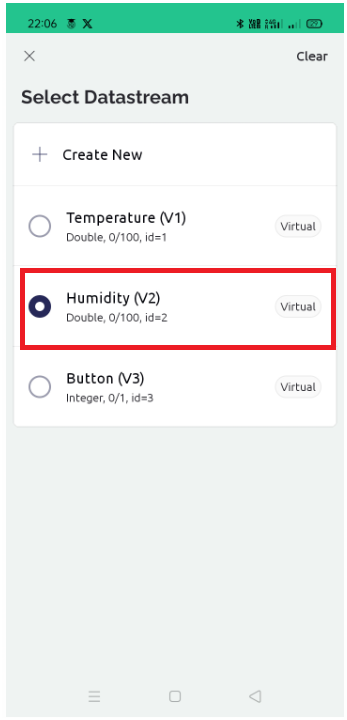 22:06
Clear
Select Datastream
Create New
Temperature (V1)
Double, 0/100, id=1
Virtual
Humidity (V2)
Double, 0/100, id=2
Virtual
Button (V3)
Integer, 0/1, id=3
Virtual